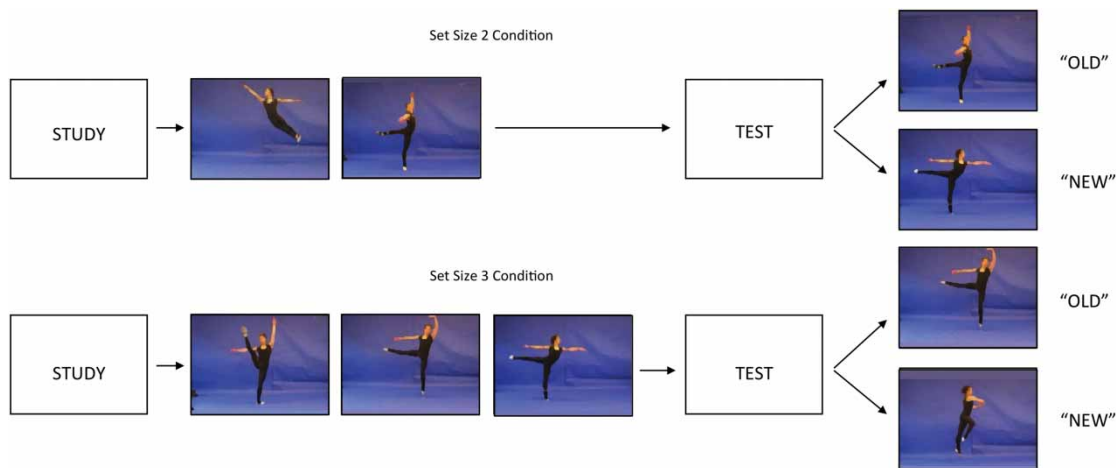 Set Size 2 Condition
STUDY
TEST
“OLD”
“NEW”
Set Size 3 Condition
STUDY
TEST
“OLD”
“NEW”